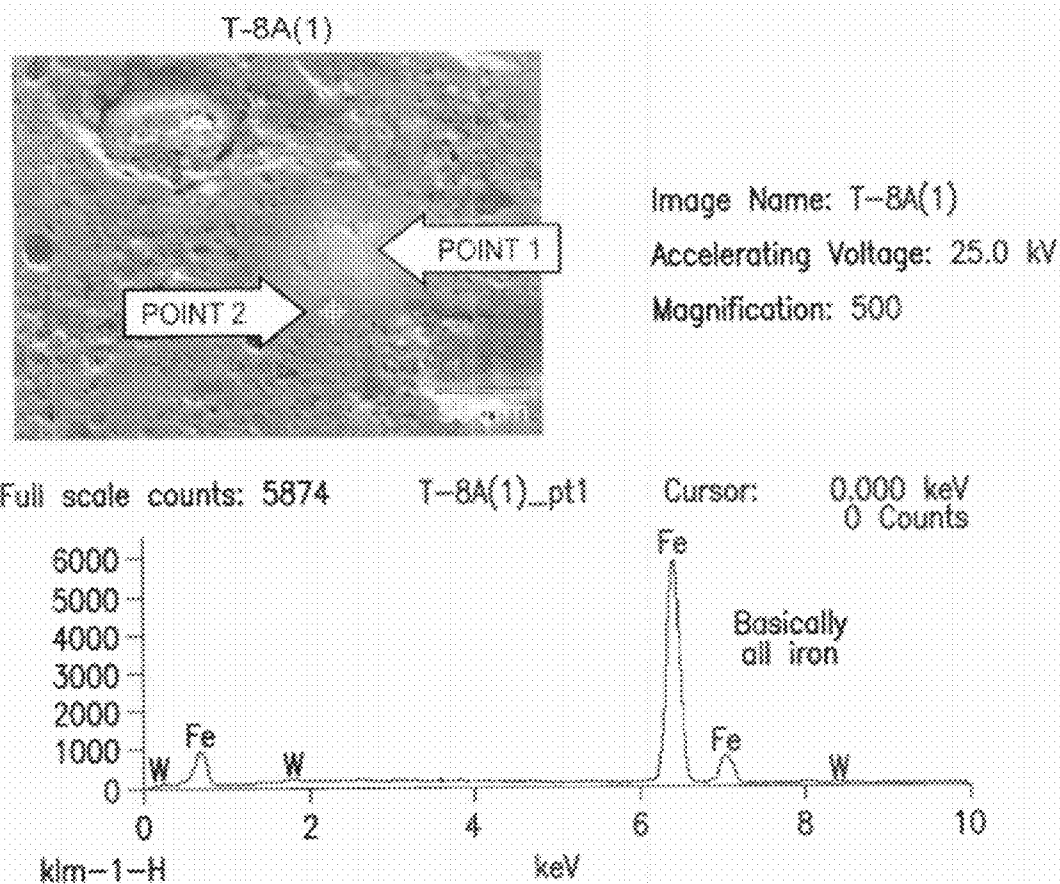 T-8A(1)
POINT 1
POINT 2
Image Name: T-8A(1)
Accelerating Voltage: 25.0 kV
Magnification: 500
Full scale counts: 5874 T-8A(1)_pt1 Cursor: 0.000 keV
0 Counts
Fe
6000
5000
4000
3000
2000
1000
0
Basically
all iron
W Fe W Fe W
0 2 4 6 8 10
keV
klm-1-H